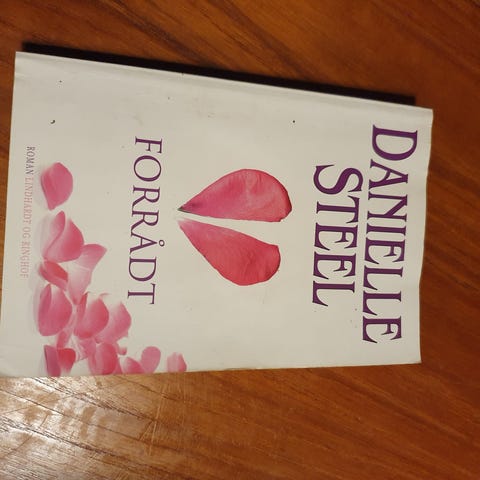 DANIELLE
STEEL
FORRÅDT
ROMAN LINDHARDT OG RINGHOF